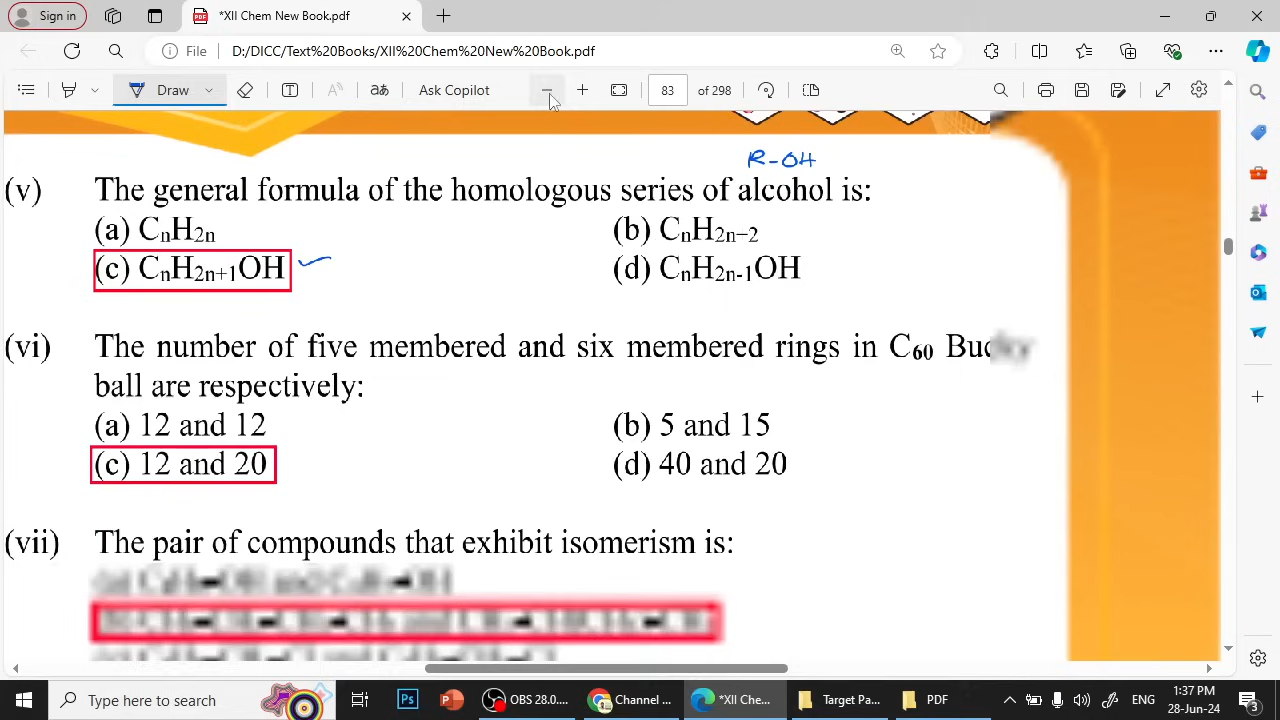 Sign in
*XII Chem New Book.pdf
File
D:/DICC/Text%20Books/XII%20Chem%20New%20Book.pdf
Draw
Ask Copilot
83 of 298
R-OH
(v) The general formula of the homologous series of alcohol is:
(a) CₙH₂ₙ (b) CₙH₂ₙ₋₂
(c) CₙH₂ₙ₊₁OH (d) CₙH₂ₙ₋₁OH
(vi) The number of five membered and six membered rings in C₆₀ Bucky
ball are respectively:
(a) 12 and 12 (b) 5 and 15
(c) 12 and 20 (d) 40 and 20
(vii) The pair of compounds that exhibit isomerism is:
Type here to search
Ps
OBS 28.0....
Channel ...
*XII Che...
Target Pa...
PDF
ENG
1:37 PM
28-Jun-24
3